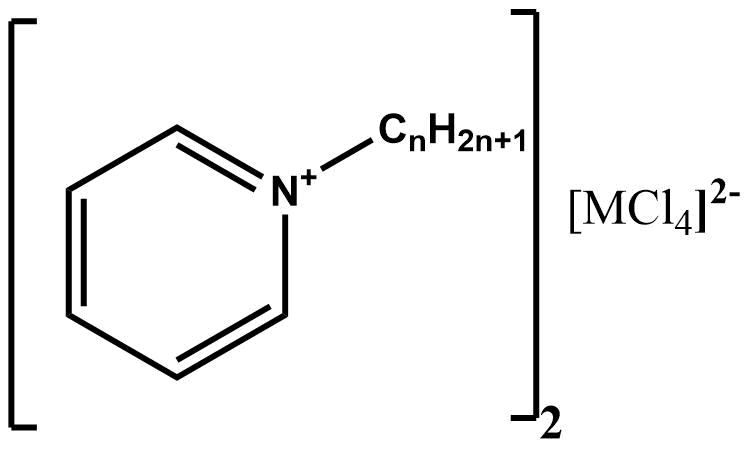 CₙH₂ₙ₊₁
N⁺
[MCl₄]²⁻
2